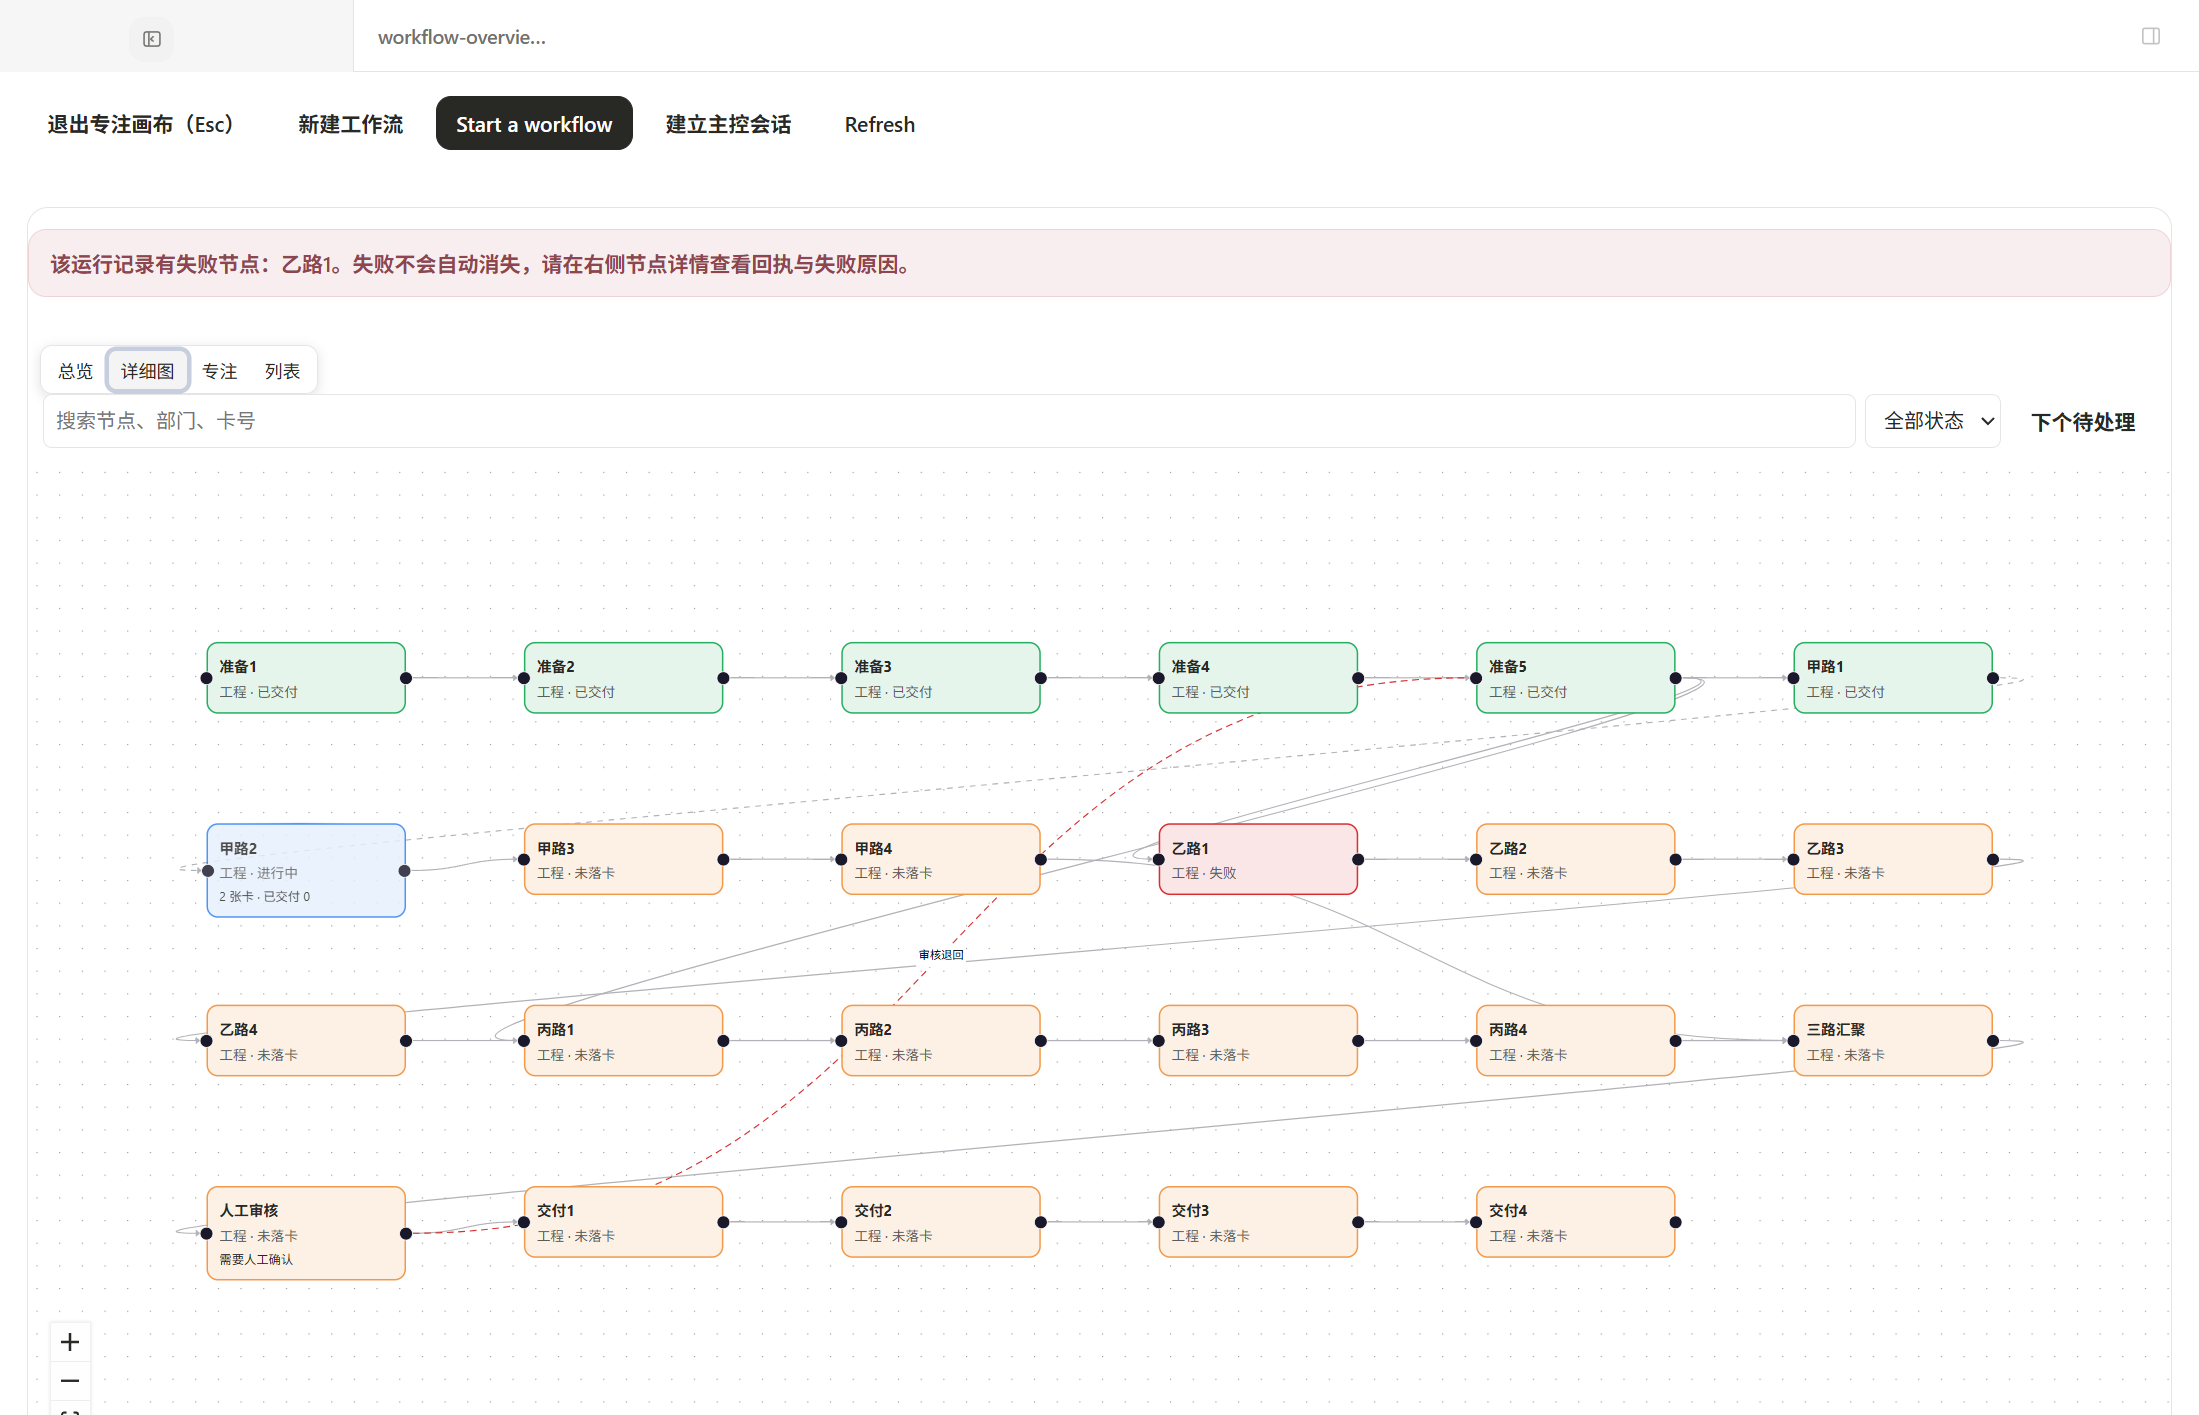 workflow-overvie...
退出专注画布（Esc）
新建工作流
Start a workflow
建立主控会话
Refresh
该运行记录有失败节点：乙路1。失败不会自动消失，请在右侧节点详情查看回执与失败原因。
总览
详细图
专注
列表
搜索节点、部门、卡号
全部状态
下个待处理
准备1
工程 · 已交付
准备2
工程 · 已交付
准备3
工程 · 已交付
准备4
工程 · 已交付
准备5
工程 · 已交付
甲路1
工程 · 已交付
甲路2
工程 · 进行中
2 张卡 · 已交付 0
甲路3
工程 · 未落卡
甲路4
工程 · 未落卡
乙路1
工程 · 失败
乙路2
工程 · 未落卡
乙路3
工程 · 未落卡
审核退回
乙路4
工程 · 未落卡
丙路1
工程 · 未落卡
丙路2
工程 · 未落卡
丙路3
工程 · 未落卡
丙路4
工程 · 未落卡
三路汇聚
工程 · 未落卡
人工审核
工程 · 未落卡
需要人工确认
交付1
工程 · 未落卡
交付2
工程 · 未落卡
交付3
工程 · 未落卡
交付4
工程 · 未落卡